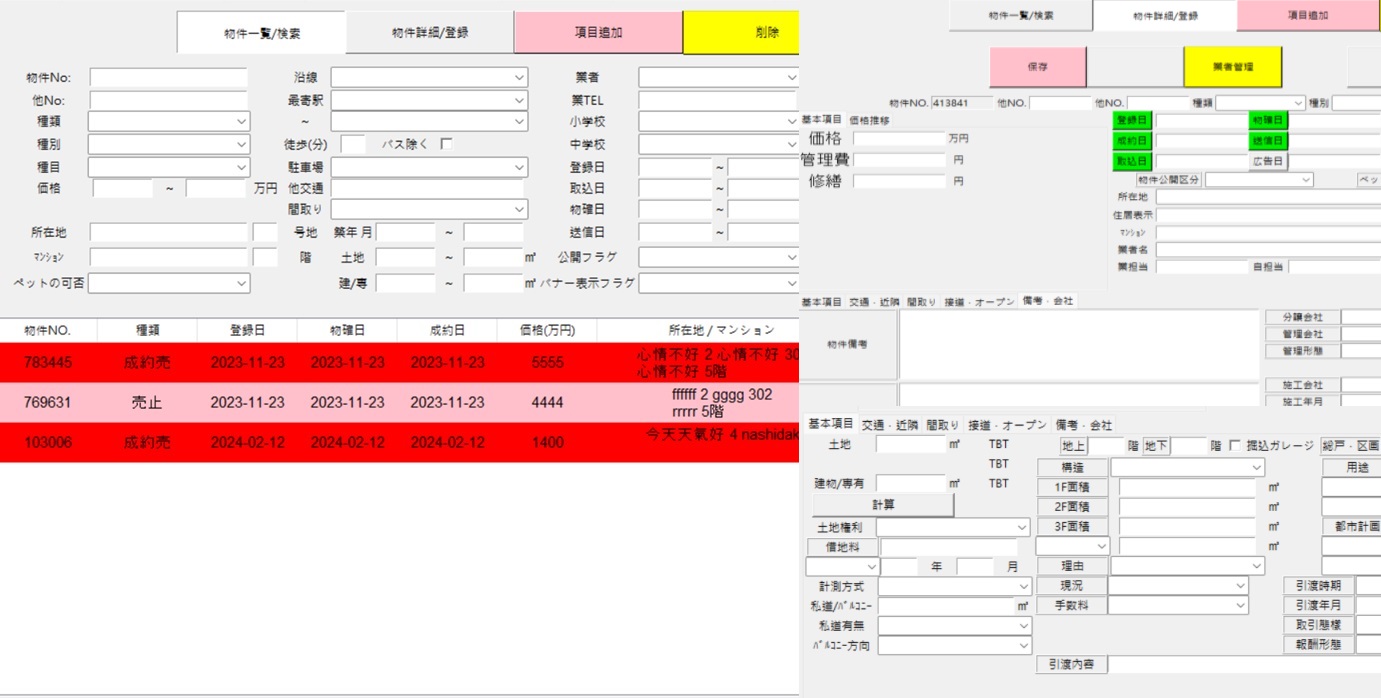 物件一覧/検索 物件詳細/登録 項目追加 削除
物件No: 沿線 業者
他No: 最寄駅 業TEL
種類 ~ 小学校
種別 徒歩(分) バス除く 中学校
種目 駐車場 登録日 ~
価格 ~ 万円 他交通 取込日 ~
間取り 物確日 ~
所在地 号地 築年月 ~ 送信日 ~
マンション 階 土地 ~ ㎡ 公開フラグ
ペットの可否 建/専 ~ ㎡ バナー表示フラグ
物件NO. 種類 登録日 物確日 成約日 価格(万円) 所在地 / マンション
783445 成約売 2023-11-23 2023-11-23 2023-11-23 5555 心情不好 2 心情不好 30
心情不好 5階
769631 売止 2023-11-23 2023-11-23 2023-11-23 4444 ffffff 2 gggg 302
rrrrr 5階
103006 成約売 2024-02-12 2024-02-12 2024-02-12 1400 今天天氣好 4 nashidak
物件一覧/検索 物件詳細/登録 項目追加
保存 業者管理
物件NO. 413841 他NO. 他NO. 種類 種別
基本項目 価格推移 登録日 物確日
価格 万円 成約日 送信日
管理費 円 取込日 広告日
修繕 円 物件公開区分 ペッ
所在地
住居表示
マンション
業者名
業担当 自担当
基本項目 交通・近隣 間取り 接道・オープン 備考・会社
物件備考 分譲会社
管理会社
管理形態
施工会社
施工年月
基本項目 交通・近隣 間取り 接道・オープン 備考・会社
土地 ㎡ TBT 地上 階 地下 階 掘込ガレージ 総戸・区画
TBT 構造 用途
建物/専有 ㎡ TBT 1F面積 ㎡
計算 2F面積 ㎡
土地権利 3F面積 ㎡ 都市計画
借地料 ㎡
年 月 理由
計測方式 現況 引渡時期
私道/バルコニー ㎡ 手数料 引渡年月
私道有無 取引態様
バルコニー方向 報酬形態
引渡内容